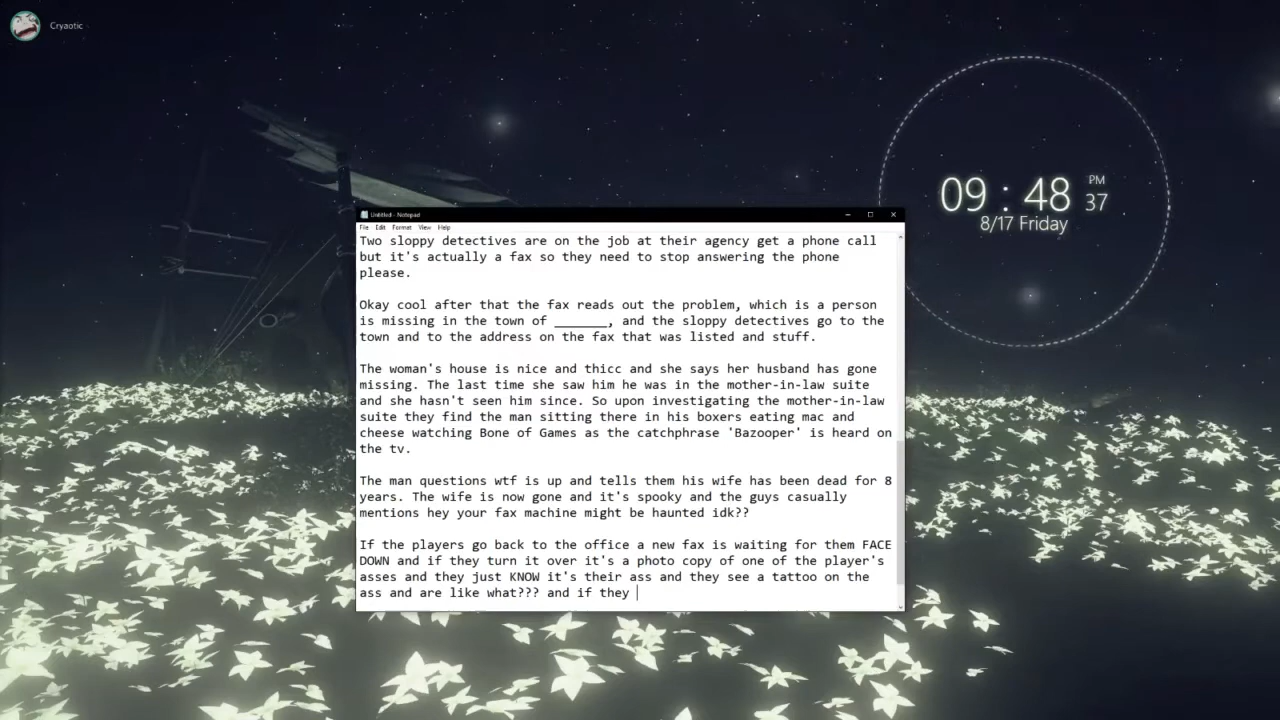 Cryaotic
09 : 48 PM 37
8/17 Friday
Untitled - Notepad
File Edit Format View Help
Two sloppy detectives are on the job at their agency get a phone call
but it's actually a fax so they need to stop answering the phone
please.
Okay cool after that the fax reads out the problem, which is a person
is missing in the town of _______, and the sloppy detectives go to the
town and to the address on the fax that was listed and stuff.
The woman's house is nice and thicc and she says her husband has gone
missing. The last time she saw him he was in the mother-in-law suite
and she hasn't seen him since. So upon investigating the mother-in-law
suite they find the man sitting there in his boxers eating mac and
cheese watching Bone of Games as the catchphrase 'Bazooper' is heard on
the tv.
The man questions wtf is up and tells them his wife has been dead for 8
years. The wife is now gone and it's spooky and the guys casually
mentions hey your fax machine might be haunted idk??
If the players go back to the office a new fax is waiting for them FACE
DOWN and if they turn it over it's a photo copy of one of the player's
asses and they just KNOW it's their ass and they see a tattoo on the
ass and are like what??? and if they